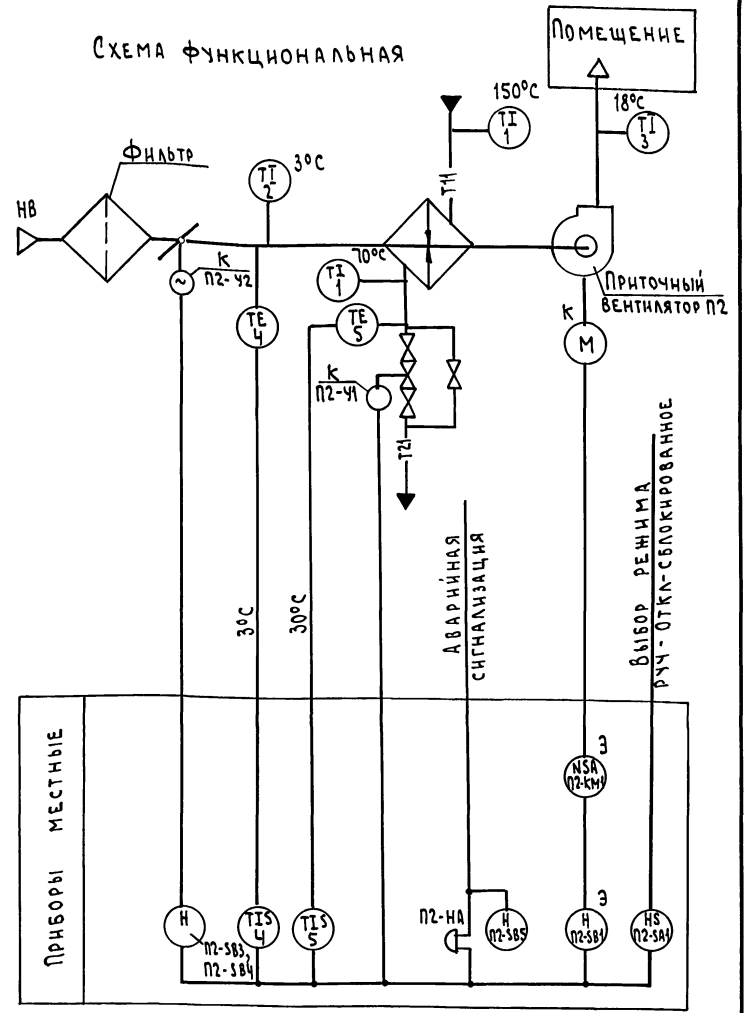 Схема функциональная
Помещение
150°C
TI
1
18°C
TI
3
Фильтр
TI
2
3°C
T11
НВ
70°C
К
П2-У2
TI
1
Приточный
вентилятор П2
К
TE
4
TE
5
М
К
П2-У1
T21
3°C
30°C
Аварийная
сигнализация
Выбор режима
Руч-откл-сблокированное
Приборы местные
Э
NSA
П2-КМ1
Э
H
П2-SB3,
П2-SB4
TIS
4
TIS
5
П2-НА
H
П2-SB5
H
П2-SB1
HS
П2-SA1